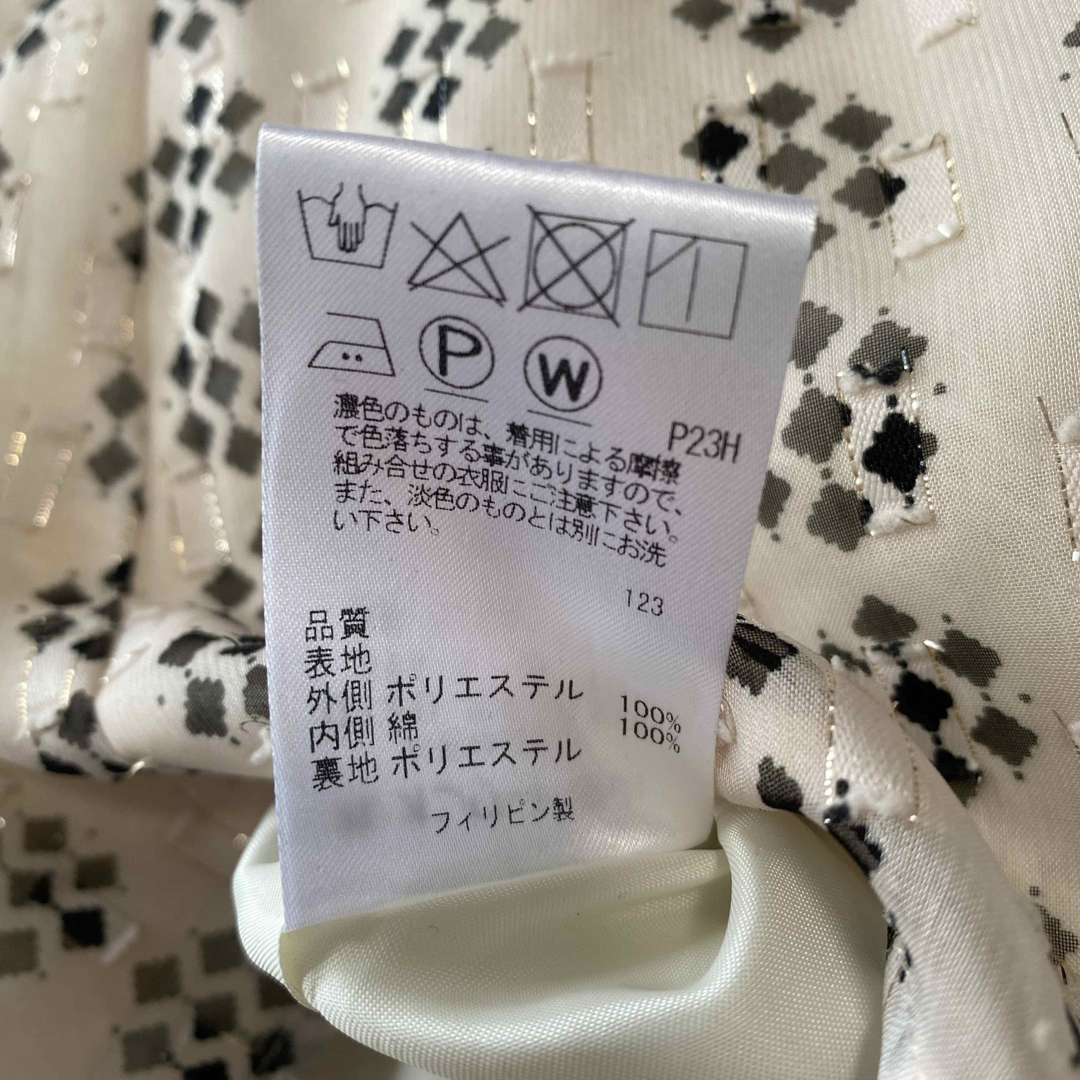 P
W
P23H
濃色のものは、着用による摩擦
で色落ちする事がありますので、
組み合せの衣服にご注意下さい。
また、淡色のものとは別にお洗
い下さい。
123
品質
表地
外側 ポリエステル 100%
内側 綿 100%
裏地 ポリエステル
フィリピン製